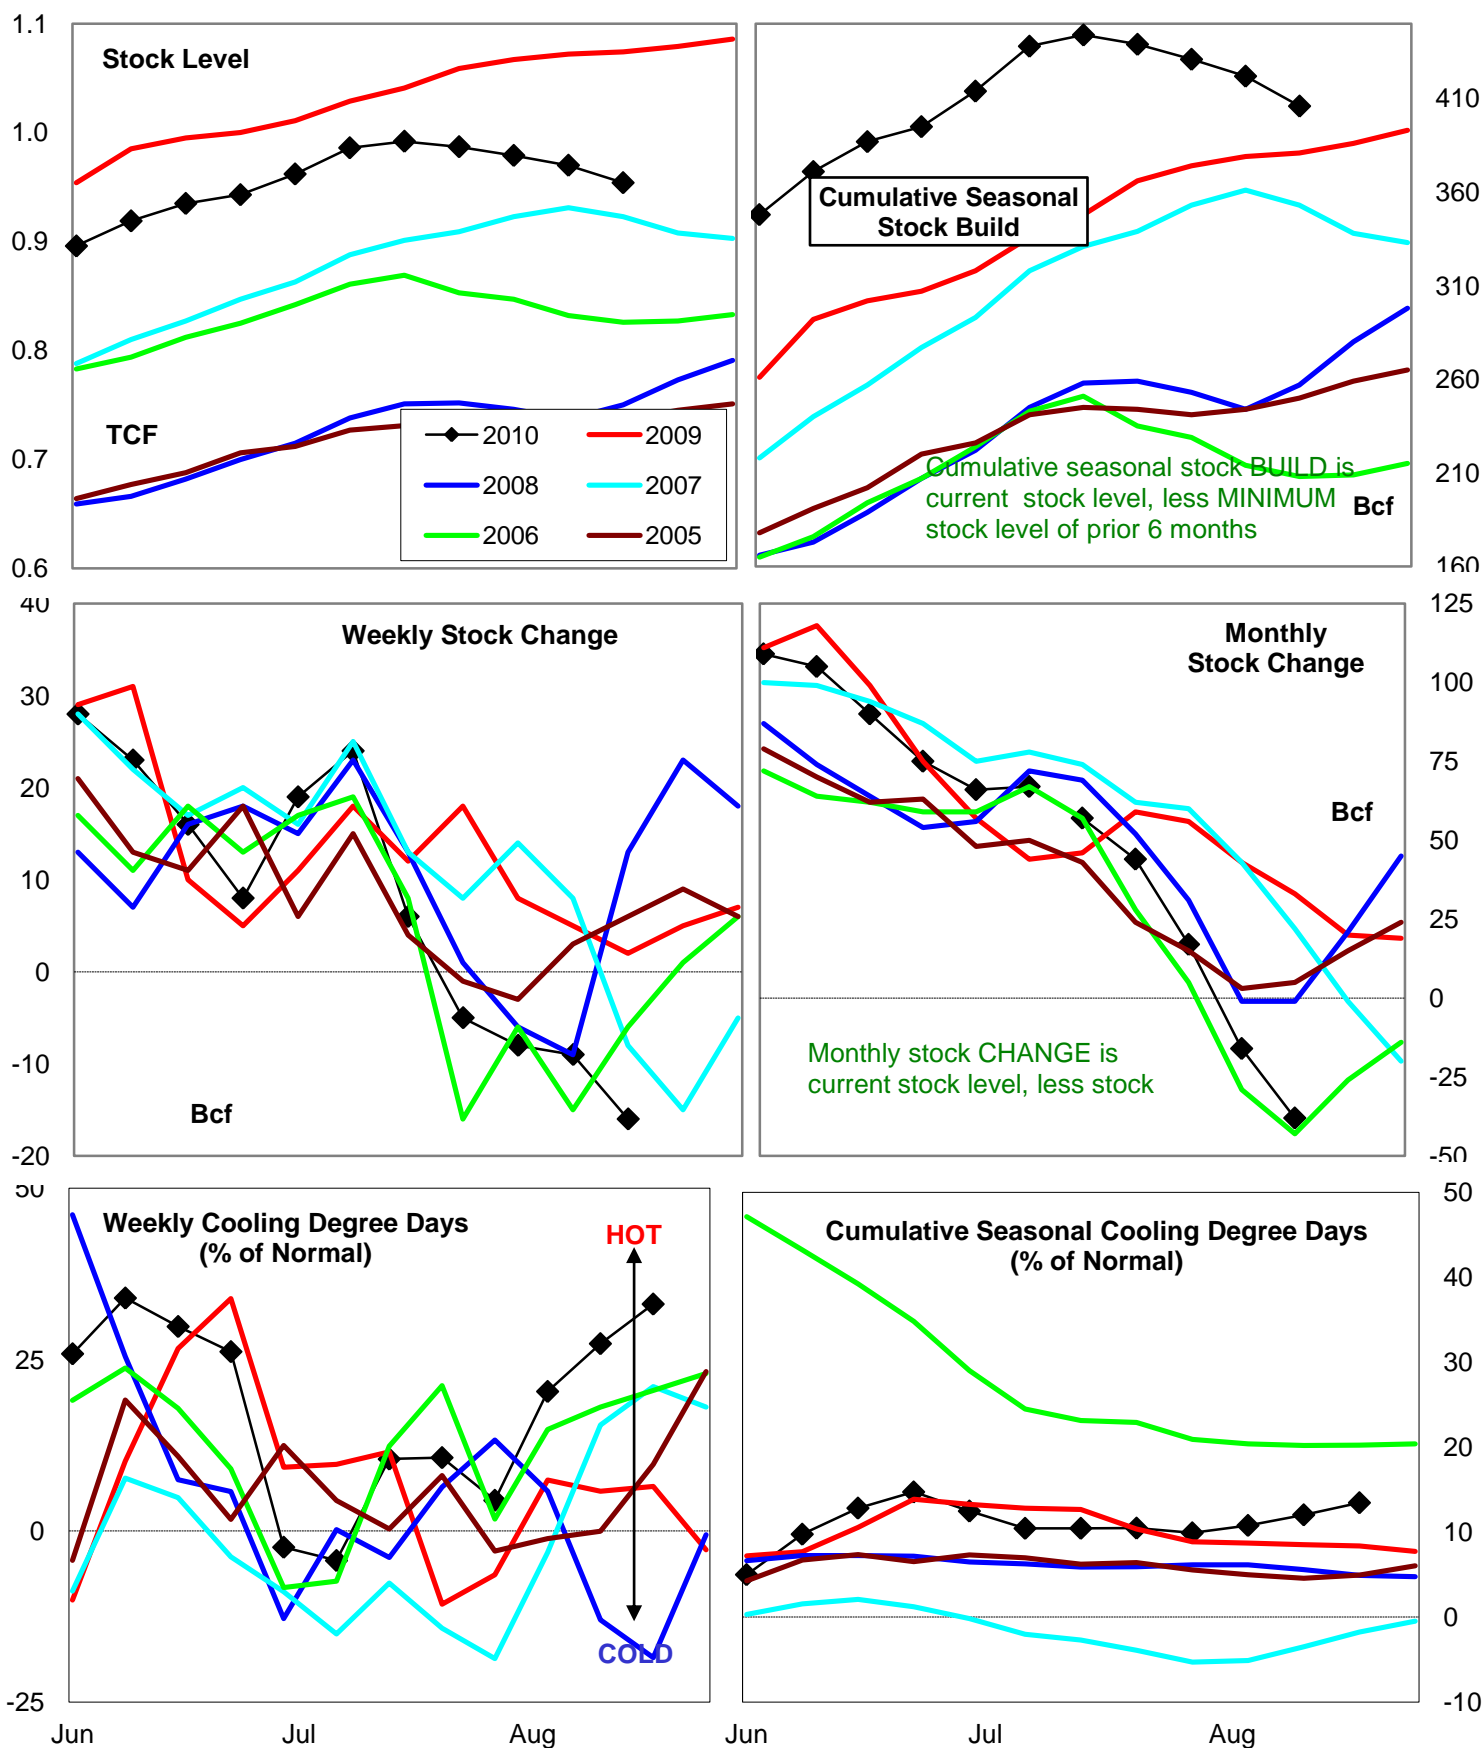 1.1
1.0
0.9
0.8
0.7
0.6
Stock Level
TCF
2010
2009
2008
2007
2006
2005
Cumulative Seasonal
Stock Build
Cumulative seasonal stock BUILD is
current stock level, less MINIMUM
stock level of prior 6 months
Bcf
410
360
310
260
210
160
40
30
20
10
0
-10
-20
Weekly Stock Change
Bcf
Monthly
Stock Change
Bcf
Monthly stock CHANGE is
current stock level, less stock
125
100
75
50
25
0
-25
-50
50
25
0
-25
Weekly Cooling Degree Days
(% of Normal)
HOT
COLD
Jun
Jul
Aug
Cumulative Seasonal Cooling Degree Days
(% of Normal)
50
40
30
20
10
0
-10
Jun
Jul
Aug